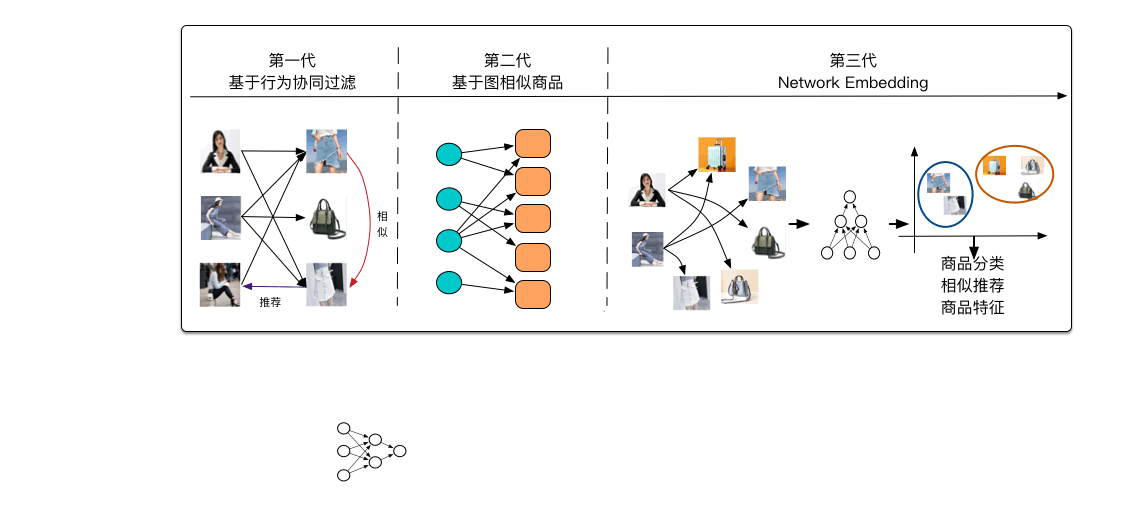 第一代
基于行为协同过滤
第二代
基于图相似商品
第三代
Network Embedding
相
似
推荐
商品分类
相似推荐
商品特征